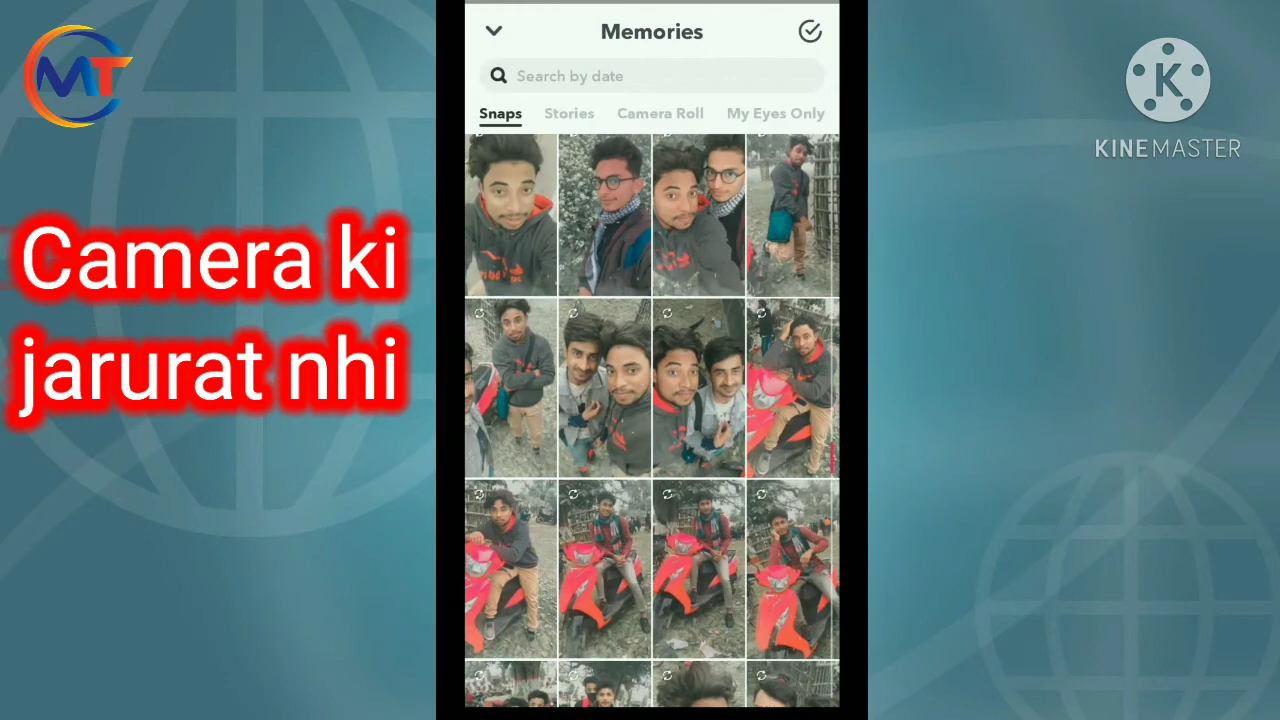 MT
Camera ki
jarurat nhi
Memories
Search by date
Snaps Stories Camera Roll My Eyes Only
K
KINEMASTER